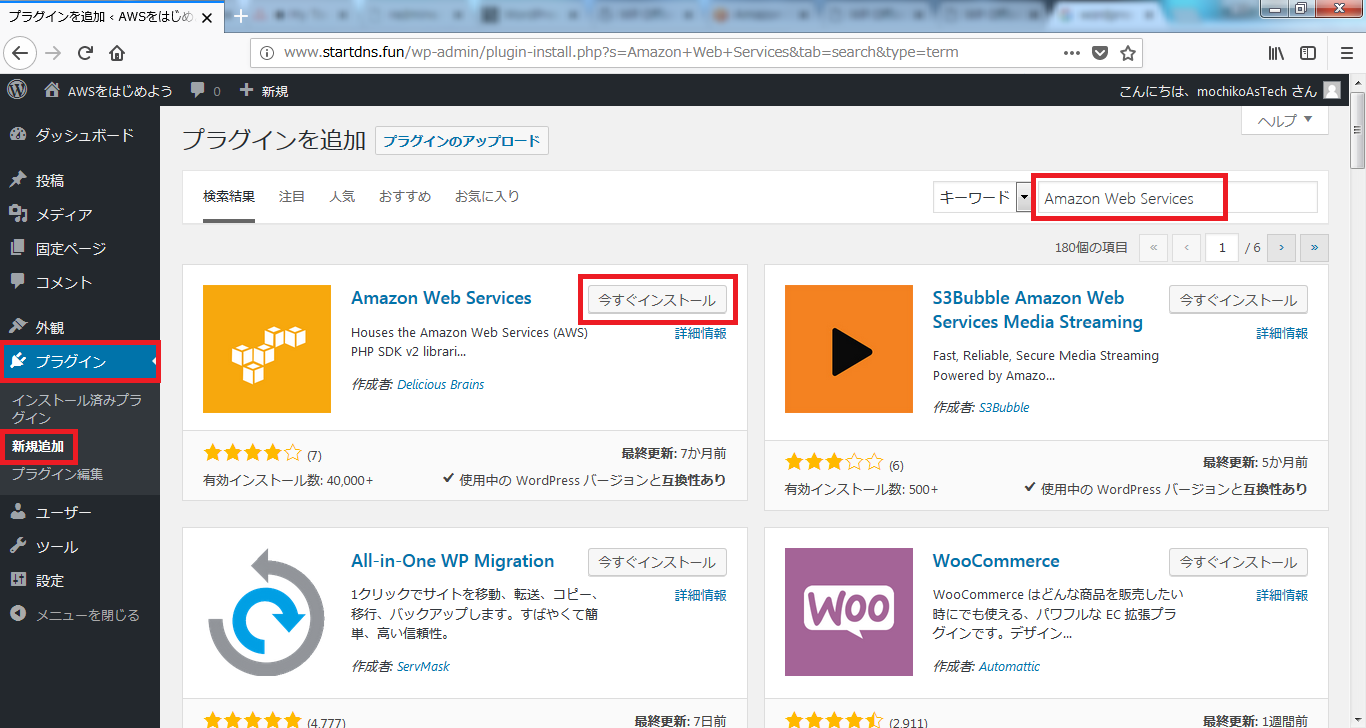 プラグインを追加 ‹ AWSをはじめ
www.startdns.fun/wp-admin/plugin-install.php?s=Amazon+Web+Services&tab=search&type=term
AWSをはじめよう
0
新規
こんにちは、mochikoAsTech さん
ダッシュボード
投稿
メディア
固定ページ
コメント
外観
プラグイン
インストール済みプラ
グイン
新規追加
プラグイン編集
ユーザー
ツール
設定
メニューを閉じる
ヘルプ
プラグインを追加
プラグインのアップロード
検索結果
注目
人気
おすすめ
お気に入り
キーワード
Amazon Web Services
180個の項目
«
‹
1
/ 6
›
»
Amazon Web Services
今すぐインストール
詳細情報
Houses the Amazon Web Services (AWS)
PHP SDK v2 librari...
作成者: Delicious Brains
(7)
最終更新: 7か月前
有効インストール数: 40,000+
使用中の WordPress バージョンと互換性あり
S3Bubble Amazon Web
Services Media Streaming
今すぐインストール
詳細情報
Fast, Reliable, Secure Media Streaming
Powered by Amazo...
作成者: S3Bubble
(6)
最終更新: 5か月前
有効インストール数: 500+
使用中の WordPress バージョンと互換性あり
All-in-One WP Migration
今すぐインストール
詳細情報
1クリックでサイトを移動、転送、コピー、
移行、バックアップします。すばやくて簡
単、高い信頼性。
作成者: ServMask
(4,777)
最終更新: 7日前
WOO
WooCommerce
今すぐインストール
詳細情報
WooCommerce はどんな商品を販売したい
時にでも使える、パワフルな EC 拡張プラ
グインです。デザイン...
作成者: Automattic
(2,911)
最終更新: 1週間前